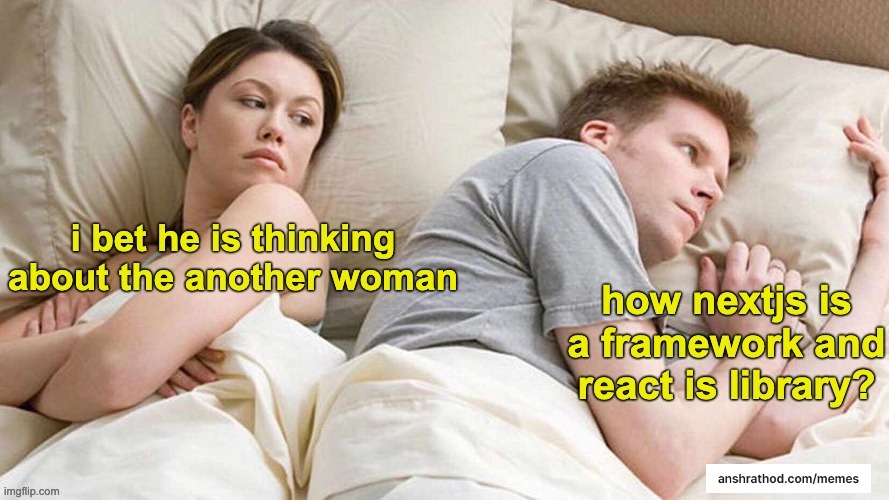 i bet he is thinking
about the another woman
how nextjs is
a framework and
react is library?
anshrathod.com/memes
imgflip.com